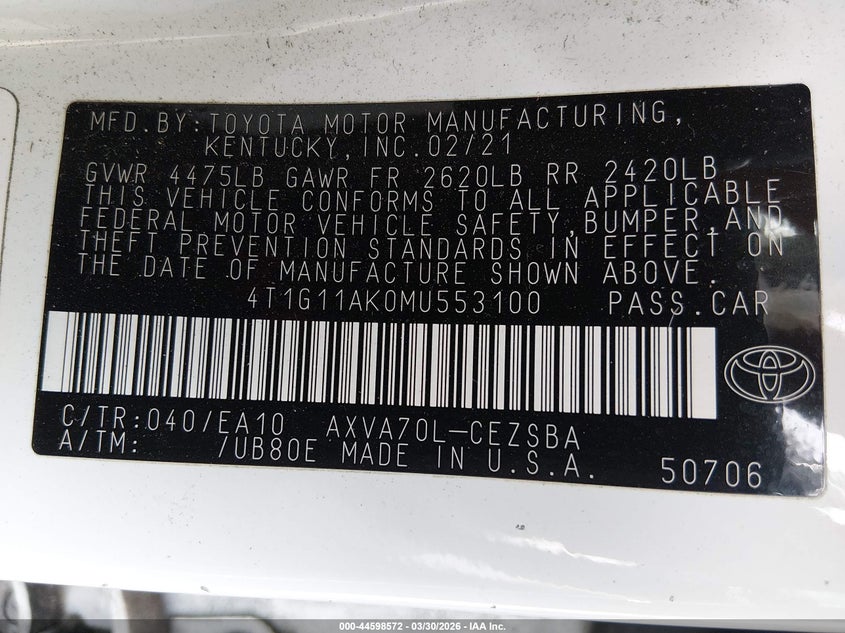 MFD.BY:TOYOTA MOTOR MANUFACTURING,
KENTUCKY,INC.02/21
GVWR 4475LB GAWR FR 2620LB RR 2420LB
THIS VEHICLE CONFORMS TO ALL APPLICABLE
FEDERAL MOTOR VEHICLE SAFETY,BUMPER,AND
THEFT PREVENTION STANDARDS IN EFFECT ON
THE DATE OF MANUFACTURE SHOWN ABOVE.
4T1G11AK0MU553100 PASS.CAR
C/TR:040/EA10 AXVA70L-CEZSBA
A/TM: /UB80E MADE IN U.S.A. 50706
000-44598572 / 03/30/2026 - IAA Inc.